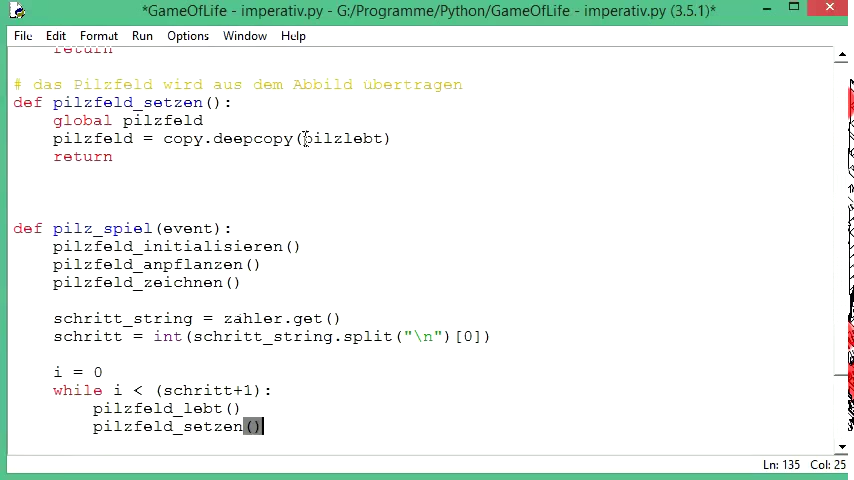 *GameOfLife - imperativ.py - G:/Programme/Python/GameOfLife - imperativ.py (3.5.1)*
File Edit Format Run Options Window Help
return
# das Pilzfeld wird aus dem Abbild übertragen
def pilzfeld_setzen():
    global pilzfeld
    pilzfeld = copy.deepcopy(pilzlebt)
    return
def pilz_spiel(event):
    pilzfeld_initialisieren()
    pilzfeld_anpflanzen()
    pilzfeld_zeichnen()
    schritt_string = zahler.get()
    schritt = int(schritt_string.split("\n")[0])
    i = 0
    while i < (schritt+1):
        pilzfeld_lebt()
        pilzfeld_setzen()
Ln: 135 Col: 25